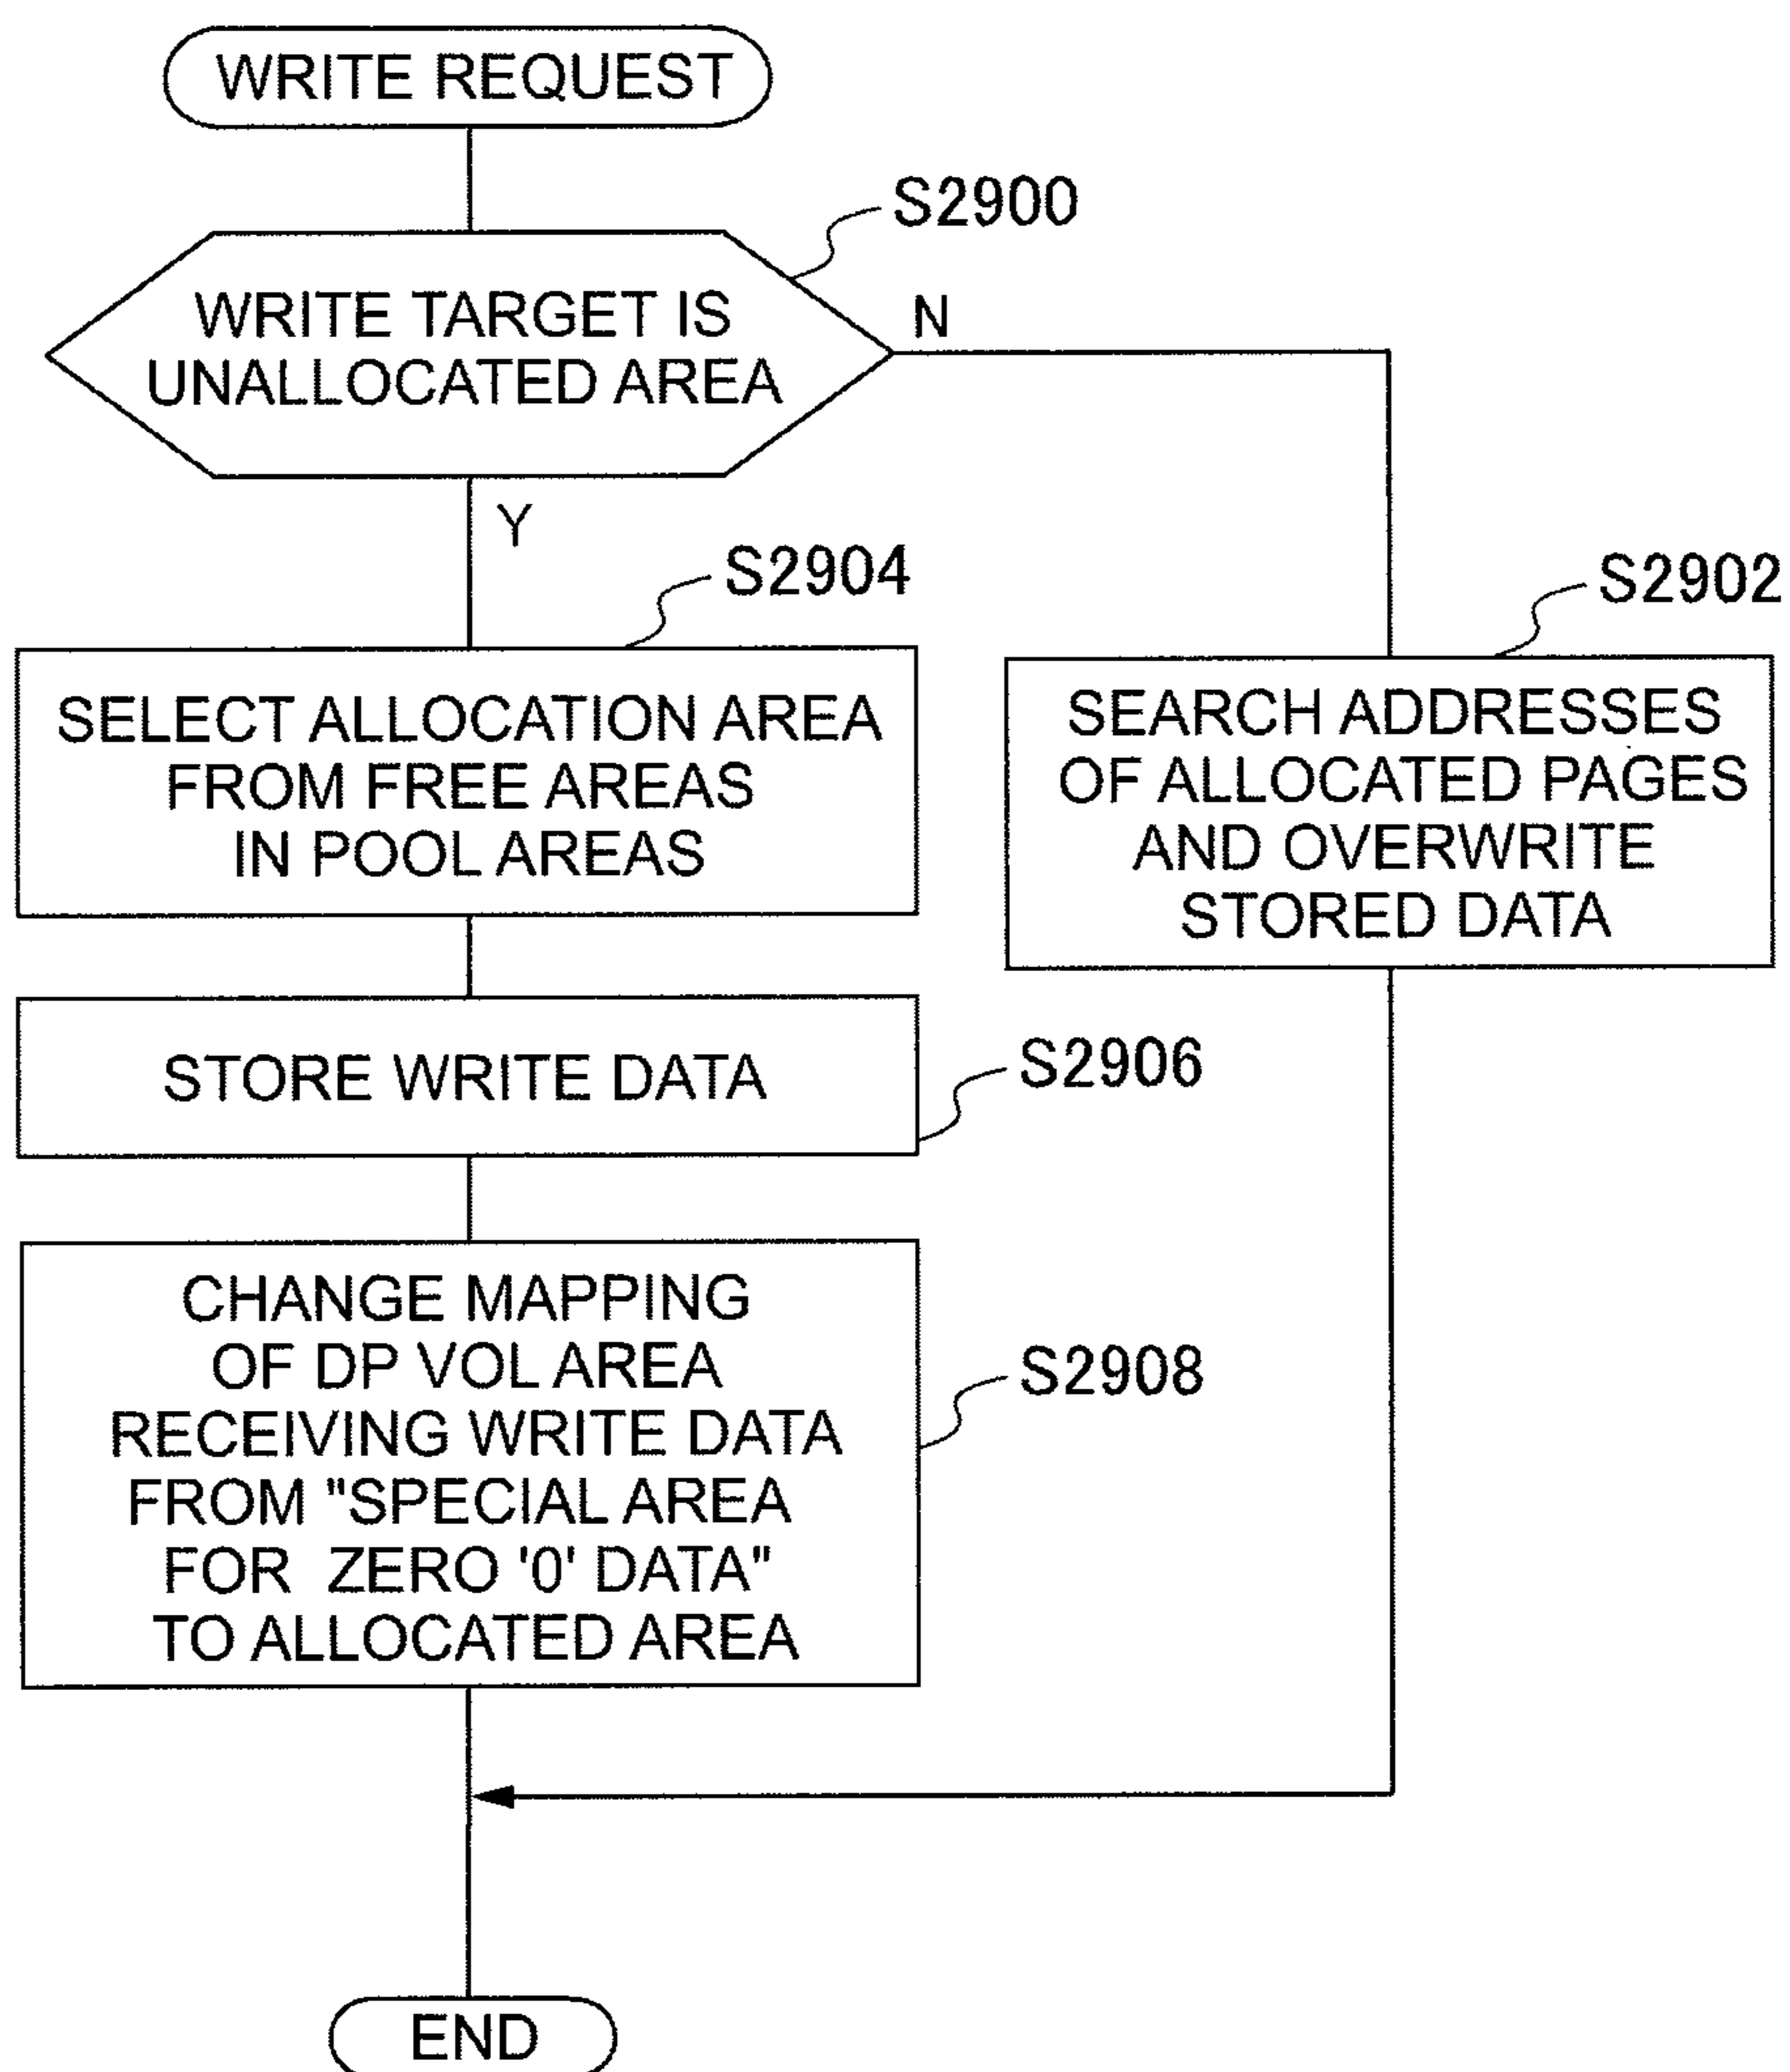 WRITE REQUEST
S2900
WRITE TARGET IS
UNALLOCATED AREA
N
Y
S2904
SELECT ALLOCATION AREA
FROM FREE AREAS
IN POOL AREAS
S2902
SEARCH ADDRESSES
OF ALLOCATED PAGES
AND OVERWRITE
STORED DATA
STORE WRITE DATA
S2906
CHANGE MAPPING
OF DP VOL AREA
RECEIVING WRITE DATA
FROM "SPECIAL AREA
FOR ZERO '0' DATA"
TO ALLOCATED AREA
S2908
END